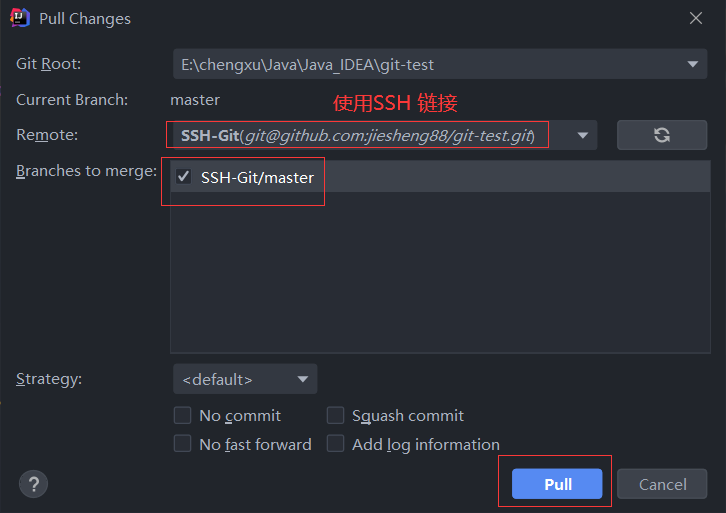 Pull Changes
Git Root: E:\chengxu\Java\Java_IDEA\git-test
Current Branch: master
使用SSH 链接
Remote: SSH-Git(git@github.com:jiesheng88/git-test.git)
Branches to merge: SSH-Git/master
Strategy: <default>
No commit Squash commit
No fast forward Add log information
? Pull Cancel